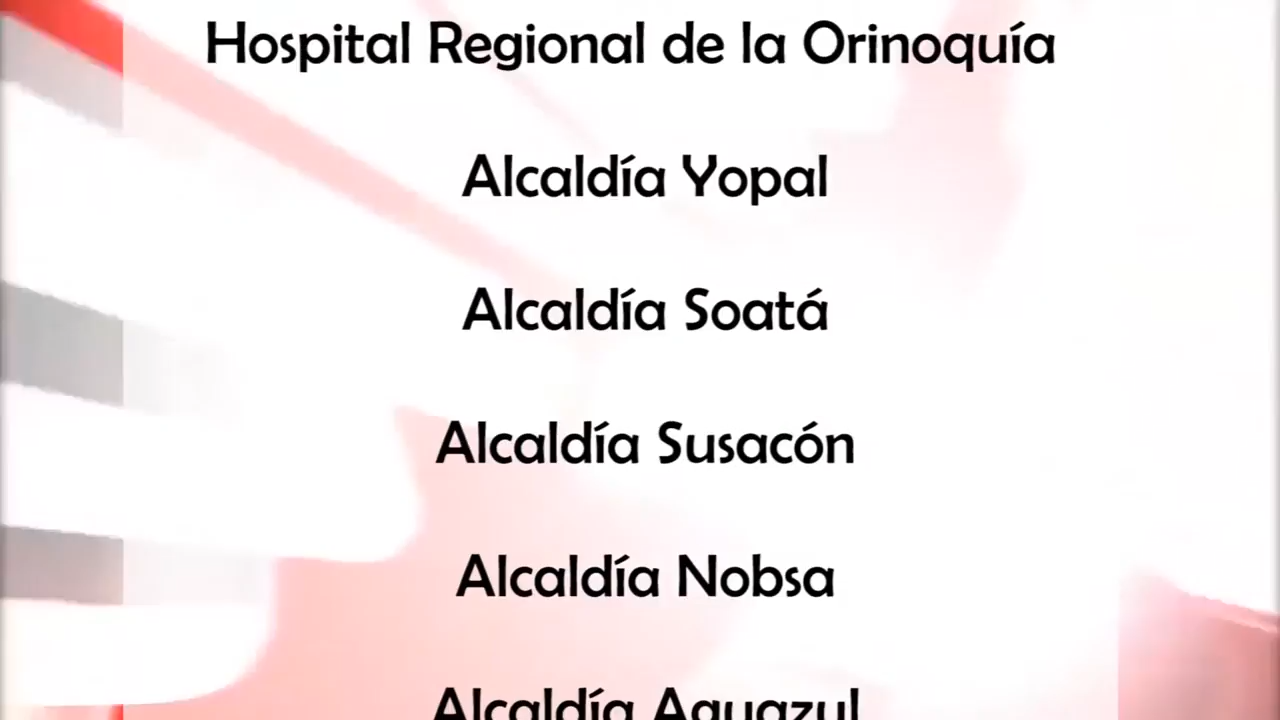 Hospital Regional de la Orinoquía
Alcaldía Yopal
Alcaldía Soatá
Alcaldía Susacón
Alcaldía Nobsa
Alcaldía Aguazul